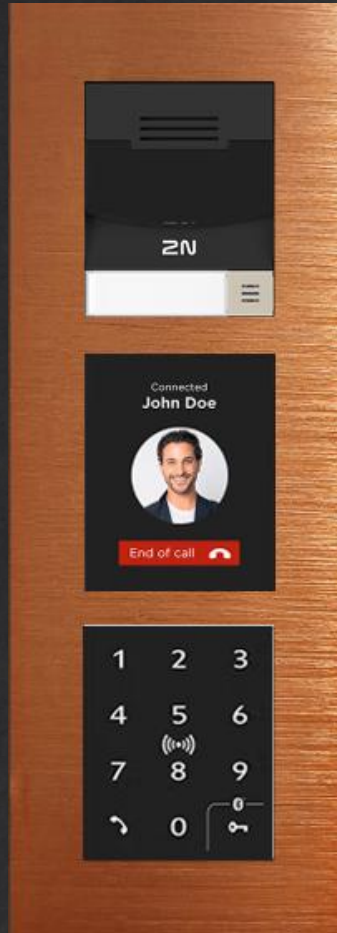 2N
Connected
John Doe
End of call
1 2 3
4 5 6
7 8 9
0